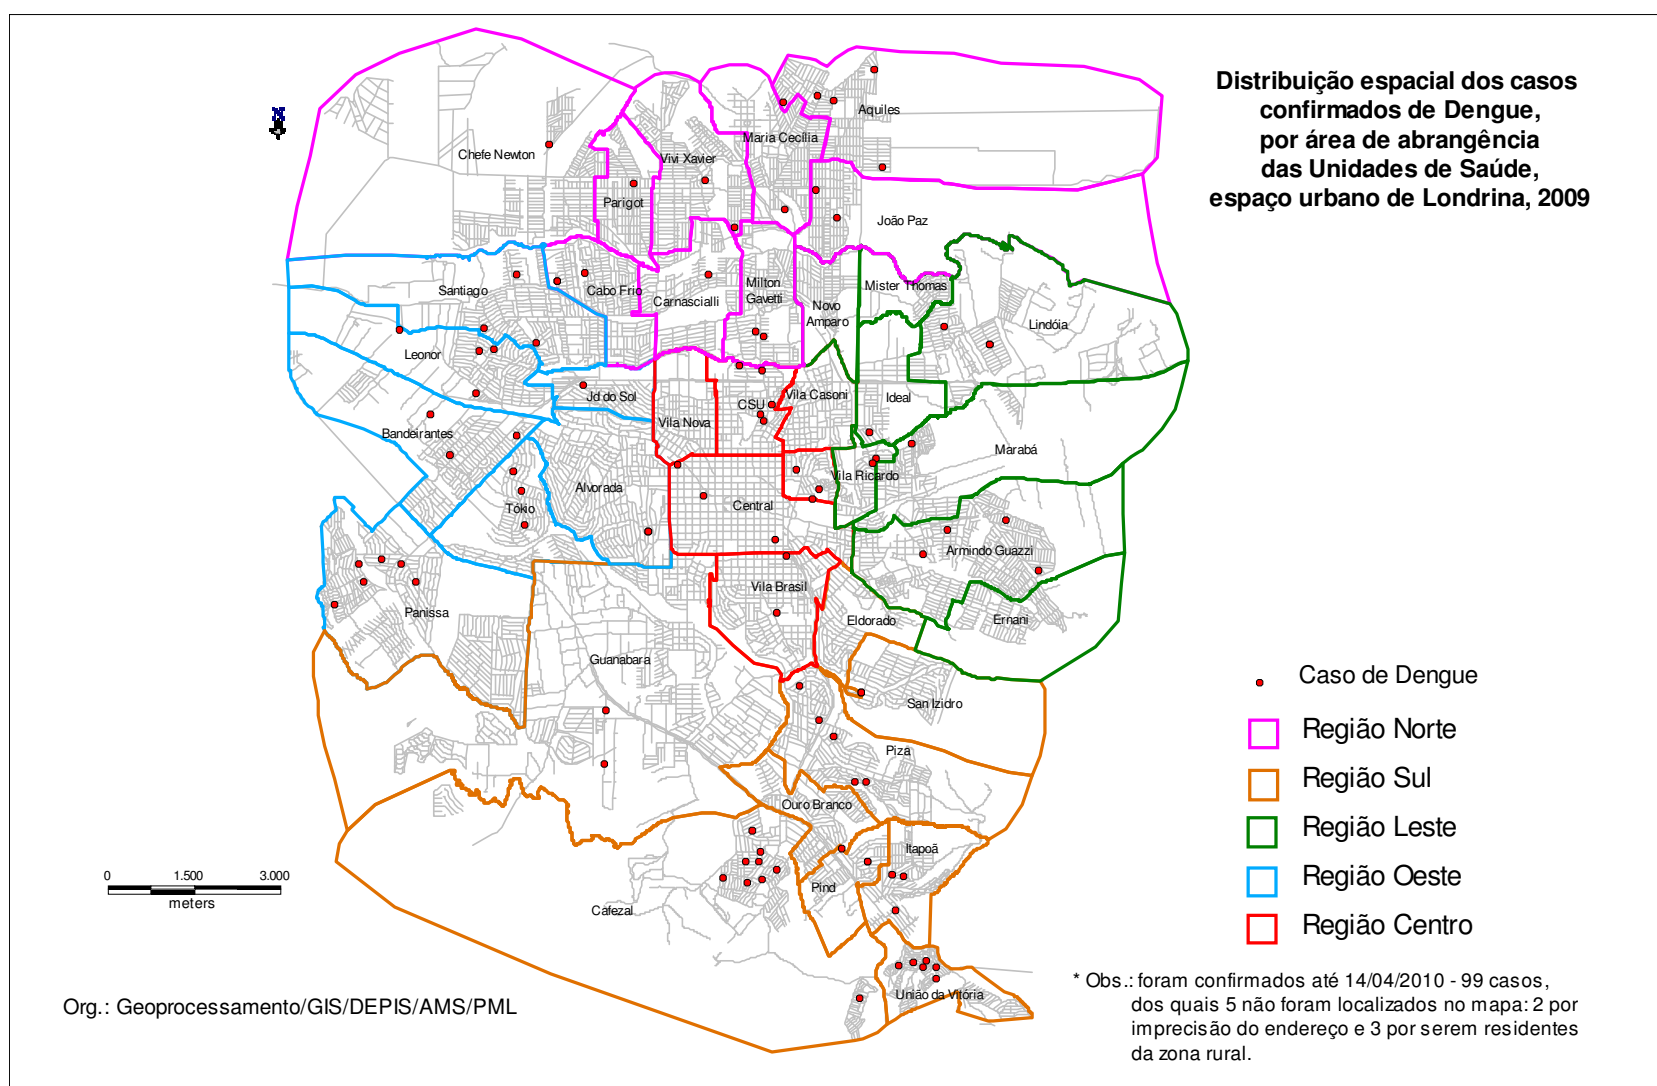 Distribuição espacial dos casos
confirmados de Dengue,
por área de abrangência
das Unidades de Saúde,
espaço urbano de Londrina, 2009
N
Aquiles
Maria Cecília
Chefe Newton
Vivi Xavier
Parigot
João Paz
Santiago
Cabo Frio
Carnascialli
Milton
Gavetti
Novo
Amparo
Mister Thomas
Lindóia
Leonor
Jd do Sol
Vila Nova
CSU
Vila Casoni
Ideal
Bandeirantes
Marabá
Vila Ricardo
Alvorada
Tókio
Central
Armindo Guazzi
Panissa
Vila Brasil
Eldorado
Ernani
Guanabara
San Izidro
Piza
Ouro Branco
Itapoã
Pind
Cafezal
União da Vitória
Caso de Dengue
Região Norte
Região Sul
Região Leste
Região Oeste
Região Centro
0 1.500 3.000
meters
Org.: Geoprocessamento/GIS/DEPIS/AMS/PML
* Obs.: foram confirmados até 14/04/2010 - 99 casos,
dos quais 5 não foram localizados no mapa: 2 por
imprecisão do endereço e 3 por serem residentes
da zona rural.